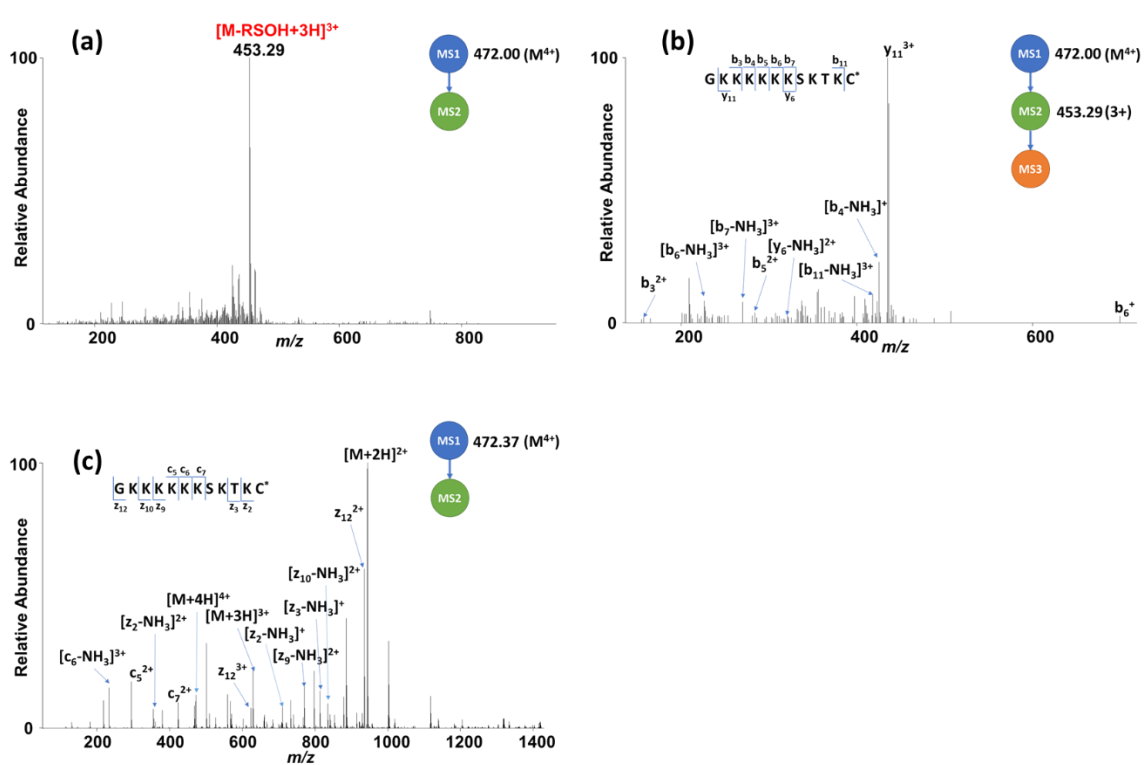 (a)
[M-RSOH+3H]³⁺
453.29
MS1 472.00 (M⁴⁺)
MS2
100
0
Relative Abundance
200 400 600 800
m/z
(b)
b₃ b₄ b₅ b₆ b₇ b₁₁
G K K K K K K S K T K C*
y₁₁ y₆
y₁₁³⁺
MS1 472.00 (M⁴⁺)
MS2 453.29 (3+)
MS3
100
0
Relative Abundance
[b₄-NH₃]⁺
[b₇-NH₃]³⁺
[b₆-NH₃]³⁺
[y₆-NH₃]²⁺
b₅²⁺
[b₁₁-NH₃]³⁺
b₃²⁺
b₆⁺
200 400 600
m/z
(c)
MS1 472.37 (M⁴⁺)
MS2
100
0
Relative Abundance
c₅ c₆ c₇
G K K K K K K S K T K C*
z₁₂ z₁₀ z₉ z₃ z₂
[M+2H]²⁺
z₁₂²⁺
[z₁₀-NH₃]²⁺
[M+4H]⁴⁺
[z₃-NH₃]⁺
[z₂-NH₃]²⁺
[M+3H]³⁺
[z₂-NH₃]⁺
[c₆-NH₃]³⁺
[z₉-NH₃]²⁺
c₅²⁺
z₁₂³⁺
c₇²⁺
200 400 600 800 1000 1200 1400
m/z